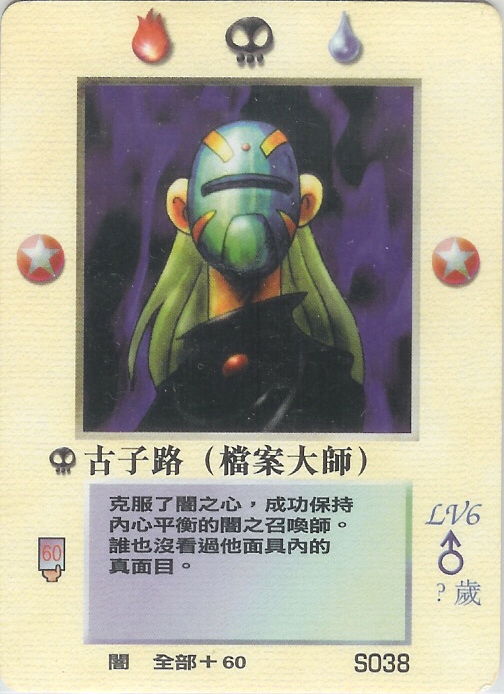 古子路（檔案大師）
克服了闇之心，成功保持
內心平衡的闇之召喚師。
誰也沒看過他面具內的
真面目。
60
LV6
? 歲
闇 全部＋60
S038